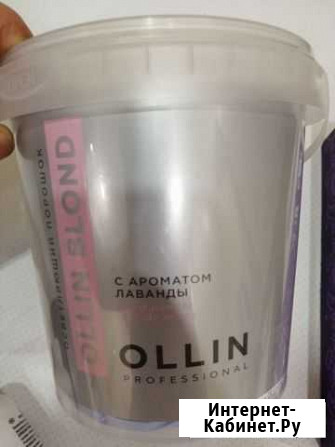 ОСВЕТЛЯЮЩИЙ ПОРОШОК
OLLIN BLOND
С АРОМАТОМ
ЛАВАНДЫ
OLLIN
PROFESSIONAL
Интернет-
Кабинет.Ру